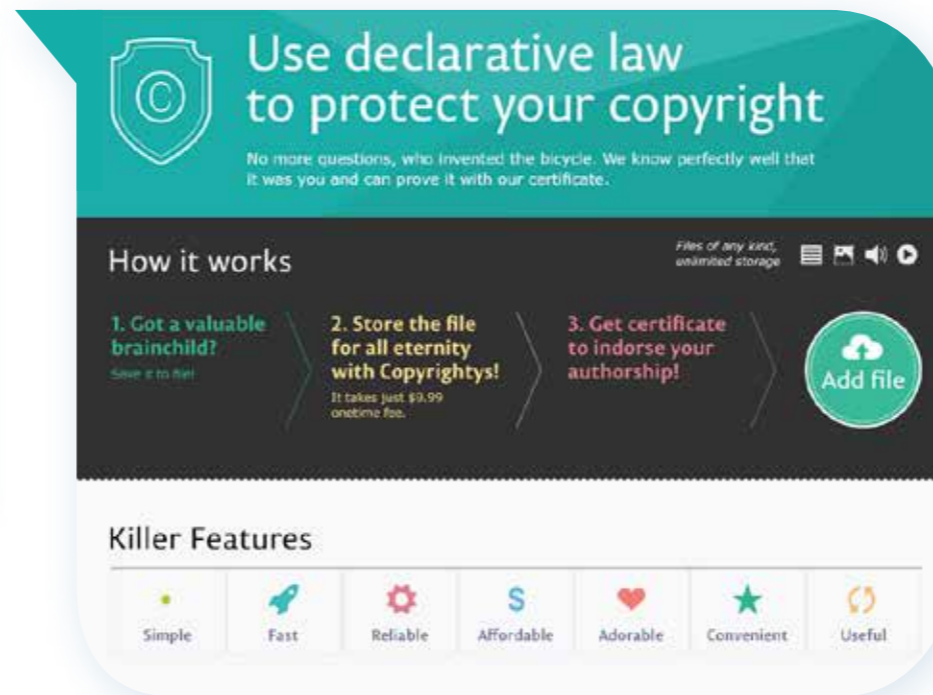 ©
Use declarative law
to protect your copyright
No more questions, who invented the bicycle. We know perfectly well that
it was you and can prove it with our certificate.
How it works
Files of any kind,
unlimited storage
1. Got a valuable
brainchild?
Save it to file!
2. Store the file
for all eternity
with Copyrightys!
It takes just $9.99
onetime fee.
3. Get certificate
to indorse your
authorship!
Add file
Killer Features
S
Simple
Fast
Reliable
Affordable
Adorable
Convenient
Useful